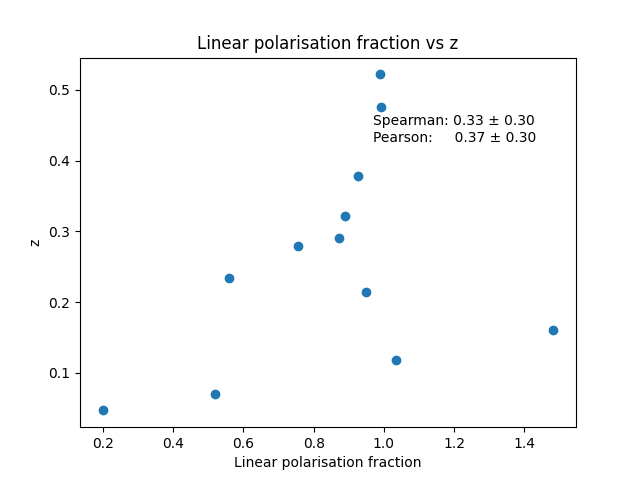 Linear polarisation fraction vs z
Spearman: 0.33 ± 0.30
Pearson: 0.37 ± 0.30
z
0.5
0.4
0.3
0.2
0.1
0.2 0.4 0.6 0.8 1.0 1.2 1.4
Linear polarisation fraction